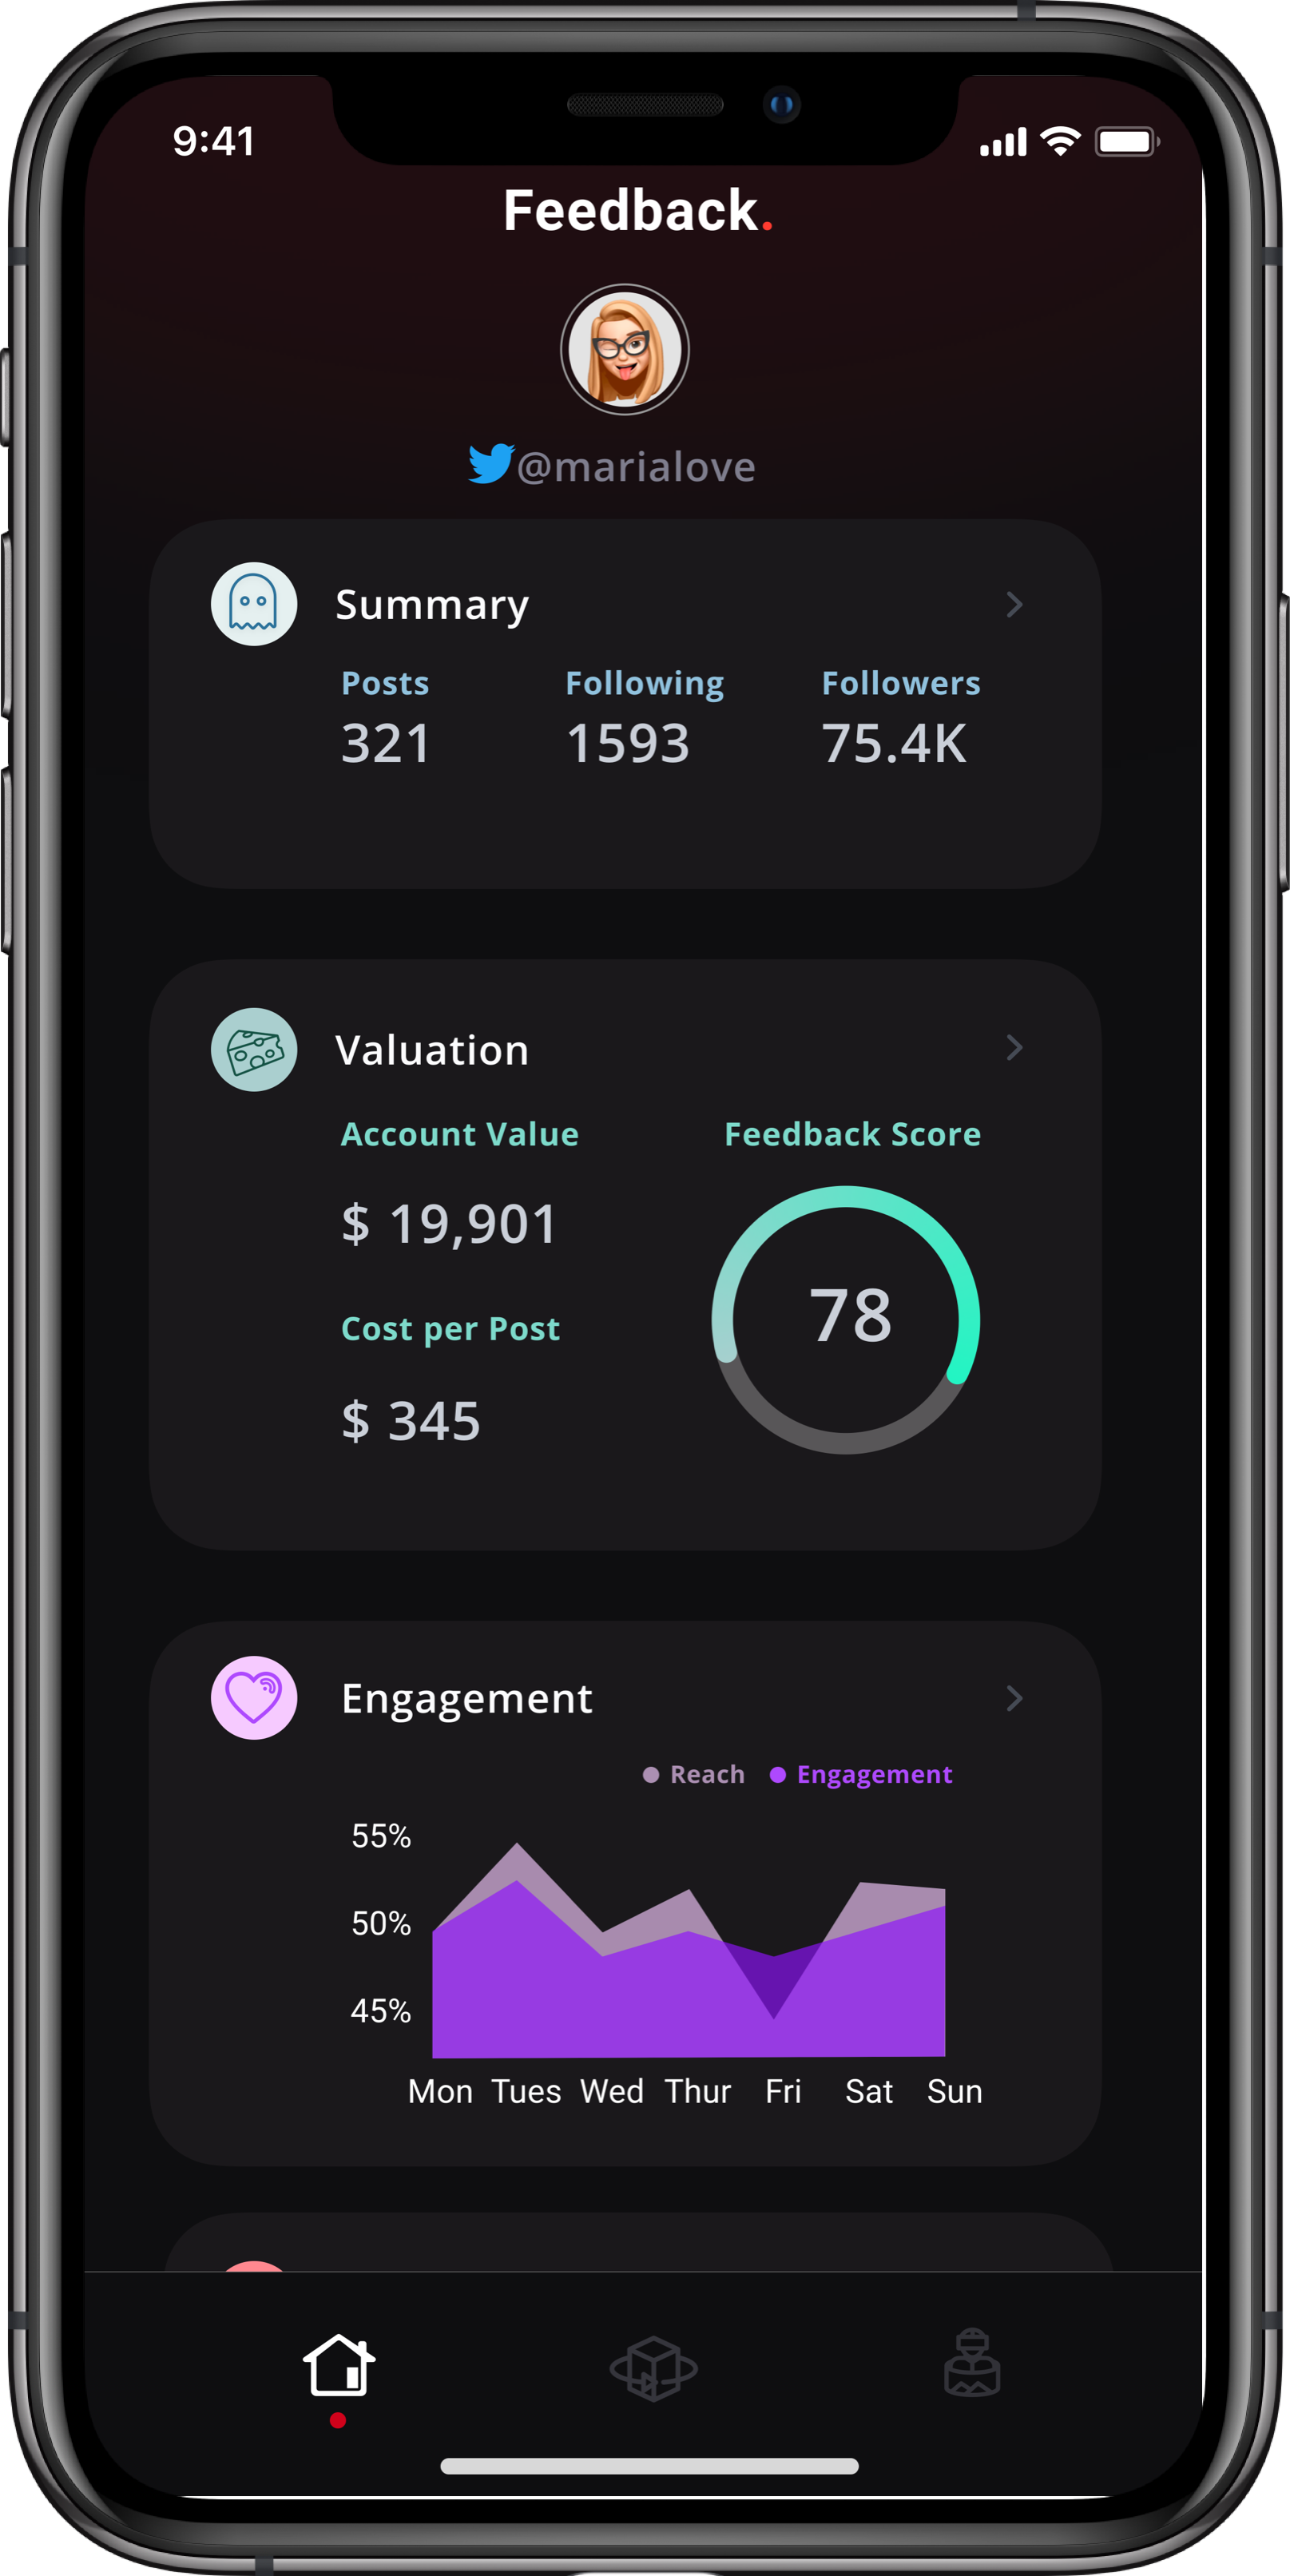 9:41
Feedback.
@marialove
Summary
Posts Following Followers
321 1593 75.4K
Valuation
Account Value Feedback Score
$ 19,901
78
Cost per Post
$ 345
Engagement
Reach Engagement
55%
50%
45%
Mon Tues Wed Thur Fri Sat Sun